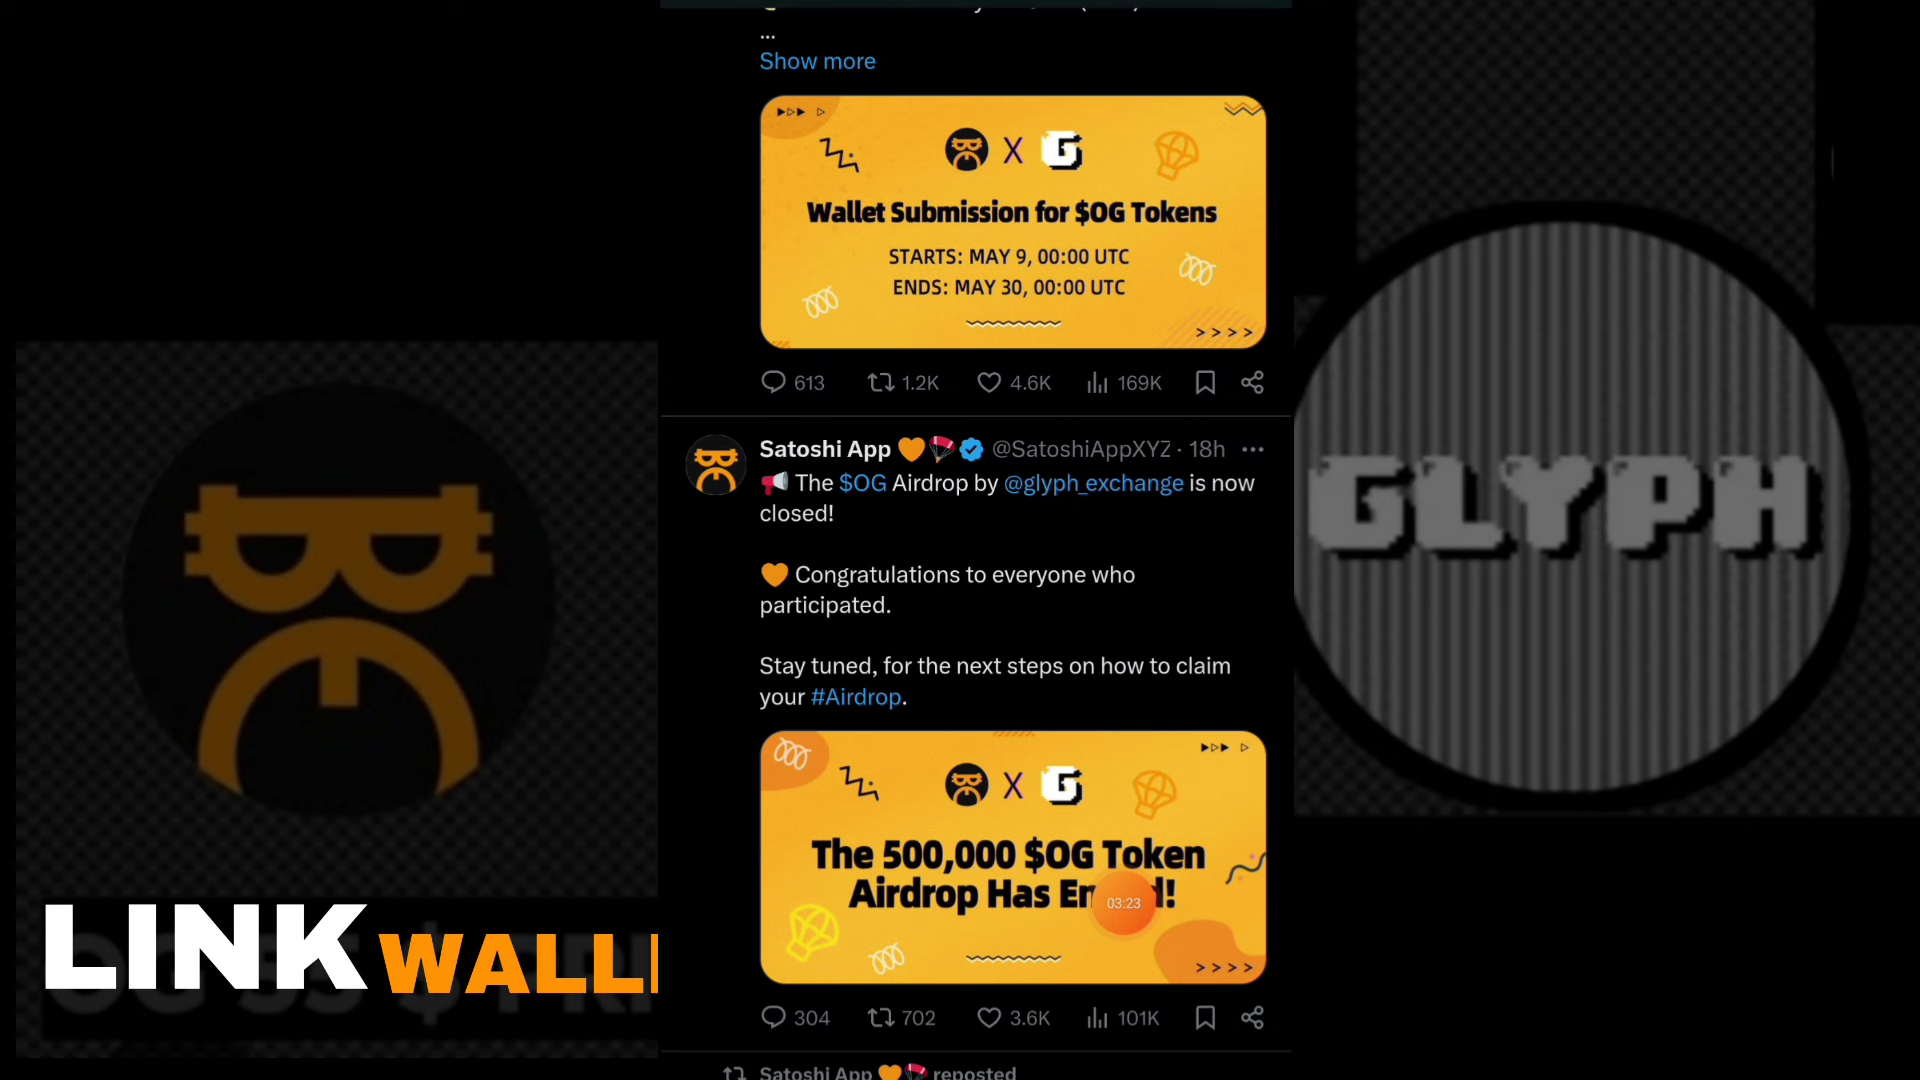 ...
Show more
X G
Wallet Submission for $OG Tokens
STARTS: MAY 9, 00:00 UTC
ENDS: MAY 30, 00:00 UTC
> > > >
613 1.2K 4.6K 169K
Satoshi App @SatoshiAppXYZ · 18h
The $OG Airdrop by @glyph_exchange is now
closed!
Congratulations to everyone who
participated.
Stay tuned, for the next steps on how to claim
your #Airdrop.
X G
The 500,000 $OG Token
Airdrop Has
03:23
> > > >
304 702 3.6K 101K
Satoshi App reposted
LINK WALL
GLYPH